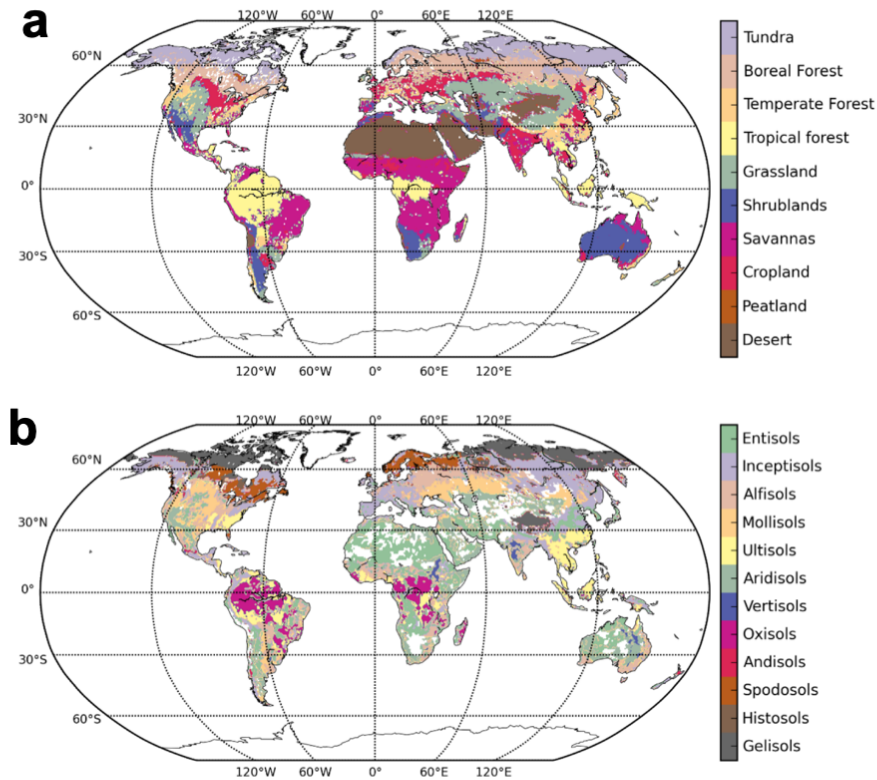 a
120°W 60°W 0° 60°E 120°E
60°N
30°N
0°
30°S
60°S
120°W 60°W 0° 60°E 120°E
Tundra
Boreal Forest
Temperate Forest
Tropical forest
Grassland
Shrublands
Savannas
Cropland
Peatland
Desert
b
120°W 60°W 0° 60°E 120°E
60°N
30°N
0°
30°S
60°S
120°W 60°W 0° 60°E 120°E
Entisols
Inceptisols
Alfisols
Mollisols
Ultisols
Aridisols
Vertisols
Oxisols
Andisols
Spodosols
Histosols
Gelisols